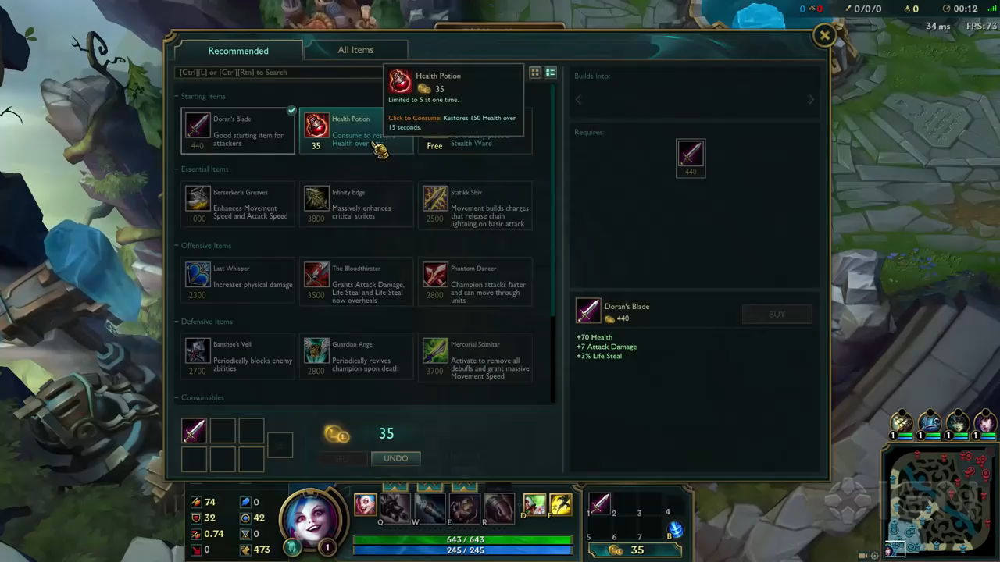 0 vs 0
0/0/0
0
00:12
34 ms
FPS: 73
Recommended
All Items
[Ctrl][L] or [Ctrl][Rtn] to Search
Health Potion
35
Limited to 5 at one time.
Click to Consume: Restores 150 Health over
15 seconds.
Builds Into:
Starting Items
Doran's Blade
Good starting item for
attackers
440
Health Potion
Consume to
Health over
35
Stealth Ward
Free
Requires:
440
Essential Items
Berserker's Greaves
Enhances Movement
Speed and Attack Speed
1000
Infinity Edge
Massively enhances
critical strikes
3800
Statikk Shiv
Movement builds charges
that release chain
lightning on basic attack
2500
Offensive Items
Last Whisper
Increases physical damage
2300
The Bloodthirster
Grants Attack Damage,
Life Steal and Life Steal
now overheals
3500
Phantom Dancer
Champion attacks faster
and can move through
units
2800
Doran's Blade
440
BUY
+70 Health
+7 Attack Damage
+3% Life Steal
Defensive Items
Banshee's Veil
Periodically blocks enemy
abilities
2700
Guardian Angel
Periodically revives
champion upon death
2800
Mercurial Scimitar
Activate to remove all
debuffs and grant massive
Movement Speed
3700
Consumables
35
UNDO
1
1
1
1
74
0
32
42
0.74
0
0
473
1
Q
W
E
R
D
F
643 / 643
245 / 245
1
2
3
4
5
6
7
B
35